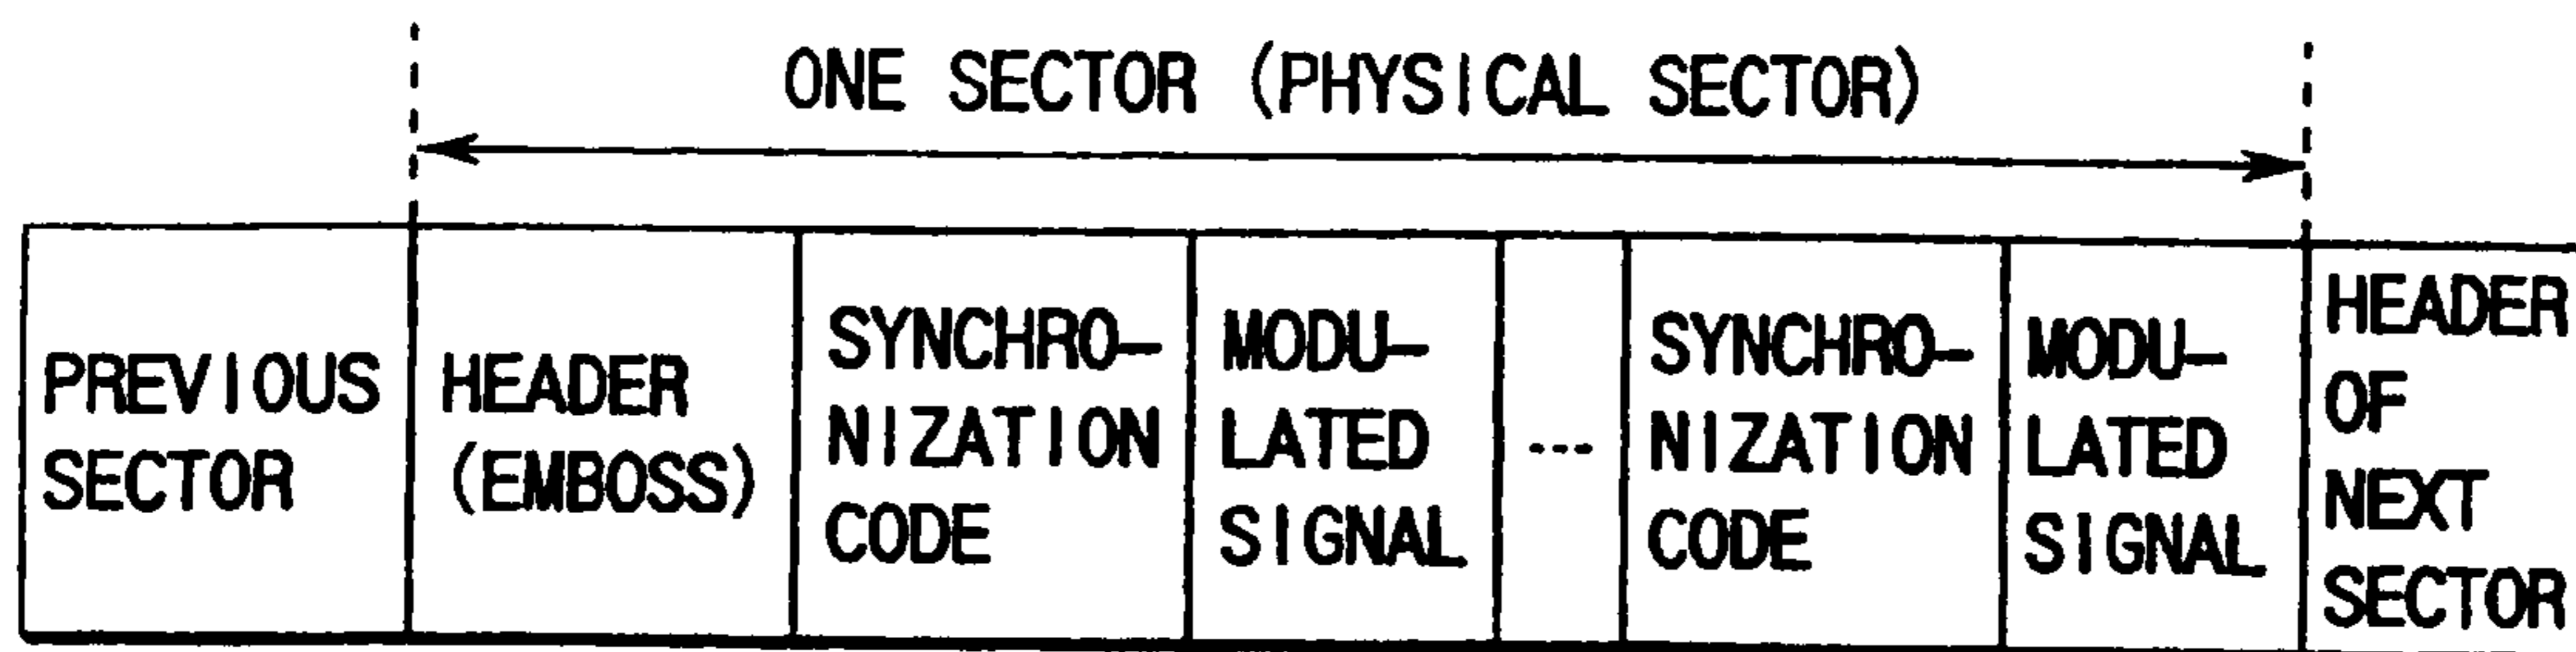 ONE SECTOR (PHYSICAL SECTOR)
PREVIOUS
SECTOR
HEADER
(EMBOSS)
SYNCHRO-
NIZATION
CODE
MODU-
LATED
SIGNAL
---
SYNCHRO-
NIZATION
CODE
MODU-
LATED
SIGNAL
HEADER
OF
NEXT
SECTOR